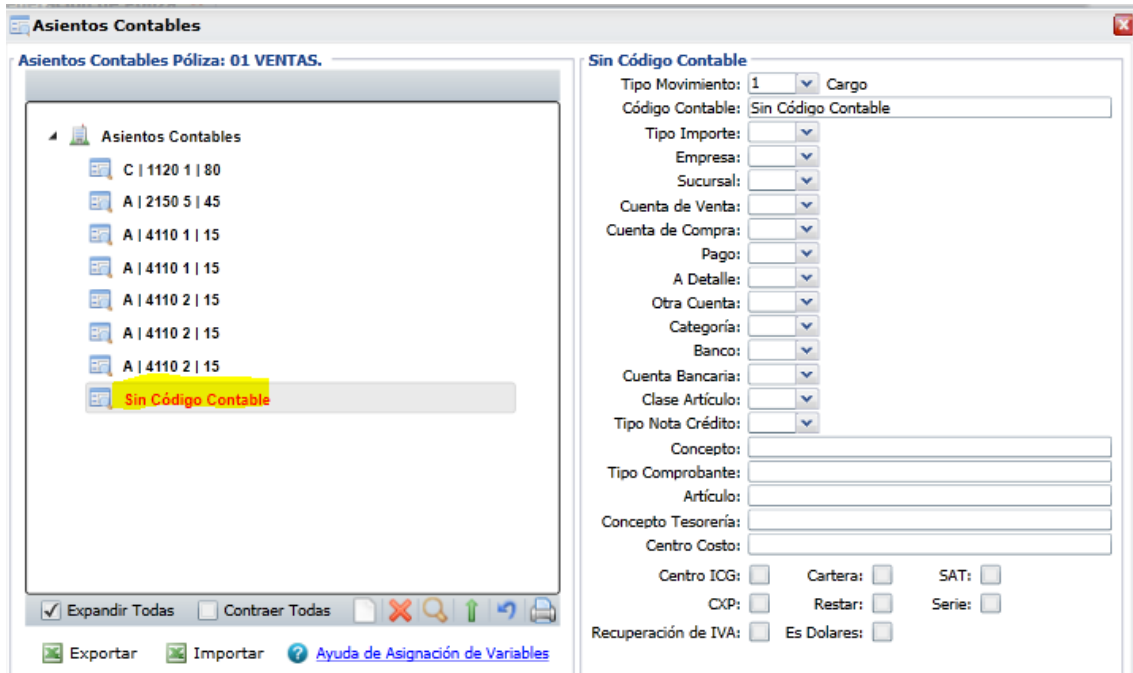 Asientos Contables
Asientos Contables Póliza: 01 VENTAS.
Asientos Contables
C | 1120 1 | 80
A | 2150 5 | 45
A | 4110 1 | 15
A | 4110 1 | 15
A | 4110 2 | 15
A | 4110 2 | 15
A | 4110 2 | 15
Sin Código Contable
Expandir Todas Contraer Todas
Exportar Importar Ayuda de Asignación de Variables
Sin Código Contable
Tipo Movimiento: 1 Cargo
Código Contable: Sin Código Contable
Tipo Importe:
Empresa:
Sucursal:
Cuenta de Venta:
Cuenta de Compra:
Pago:
A Detalle:
Otra Cuenta:
Categoría:
Banco:
Cuenta Bancaria:
Clase Artículo:
Tipo Nota Crédito:
Concepto:
Tipo Comprobante:
Artículo:
Concepto Tesorería:
Centro Costo:
Centro ICG: Cartera: SAT:
CXP: Restar: Serie:
Recuperación de IVA: Es Dolares: